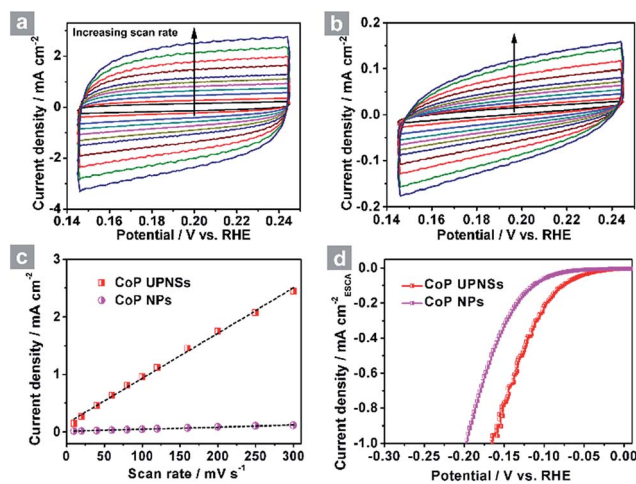 a
Increasing scan rate
Current density / mA cm⁻²
2
0
-2
-4
0.14 0.16 0.18 0.20 0.22 0.24
Potential / V vs. RHE
b
Current density / mA cm⁻²
0.2
0.1
0.0
-0.1
-0.2
0.14 0.16 0.18 0.20 0.22 0.24
Potential / V vs. RHE
c
CoP UPNSs
CoP NPs
Current density / mA cm⁻²
2
1
0
0 50 100 150 200 250 300
Scan rate / mV s⁻¹
d
CoP UPNSs
CoP NPs
Current density / mA cm⁻²ESCA
0.0
-0.2
-0.4
-0.6
-0.8
-1.0
-0.20 -0.15 -0.10 -0.05 0.00
Potential / V vs. RHE